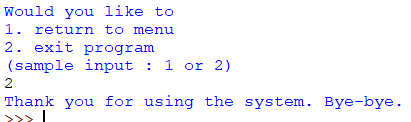 Would you like to
1. return to menu
2. exit program
(sample input : 1 or 2)
2
Thank you for using the system. Bye-bye.
>>>